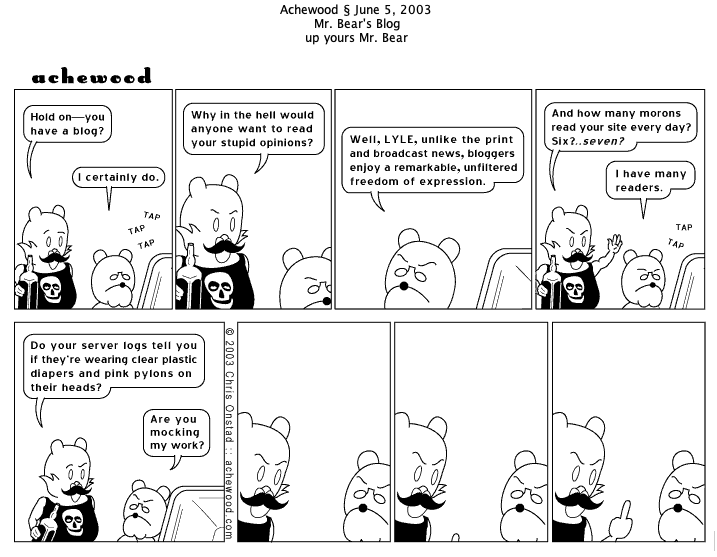 Achewood § June 5, 2003
Mr. Bear's Blog
up yours Mr. Bear
achewood
Hold on—you
have a blog?
I certainly do.
TAP
TAP
TAP
Why in the hell would
anyone want to read
your stupid opinions?
Well, LYLE, unlike the print
and broadcast news, bloggers
enjoy a remarkable, unfiltered
freedom of expression.
And how many morons
read your site every day?
Six?..seven?
I have many
readers.
TAP
TAP
Do your server logs tell you
if they're wearing clear plastic
diapers and pink pylons on
their heads?
Are you
mocking
my work?
© 2003 Chris Onstad :: achewood.com